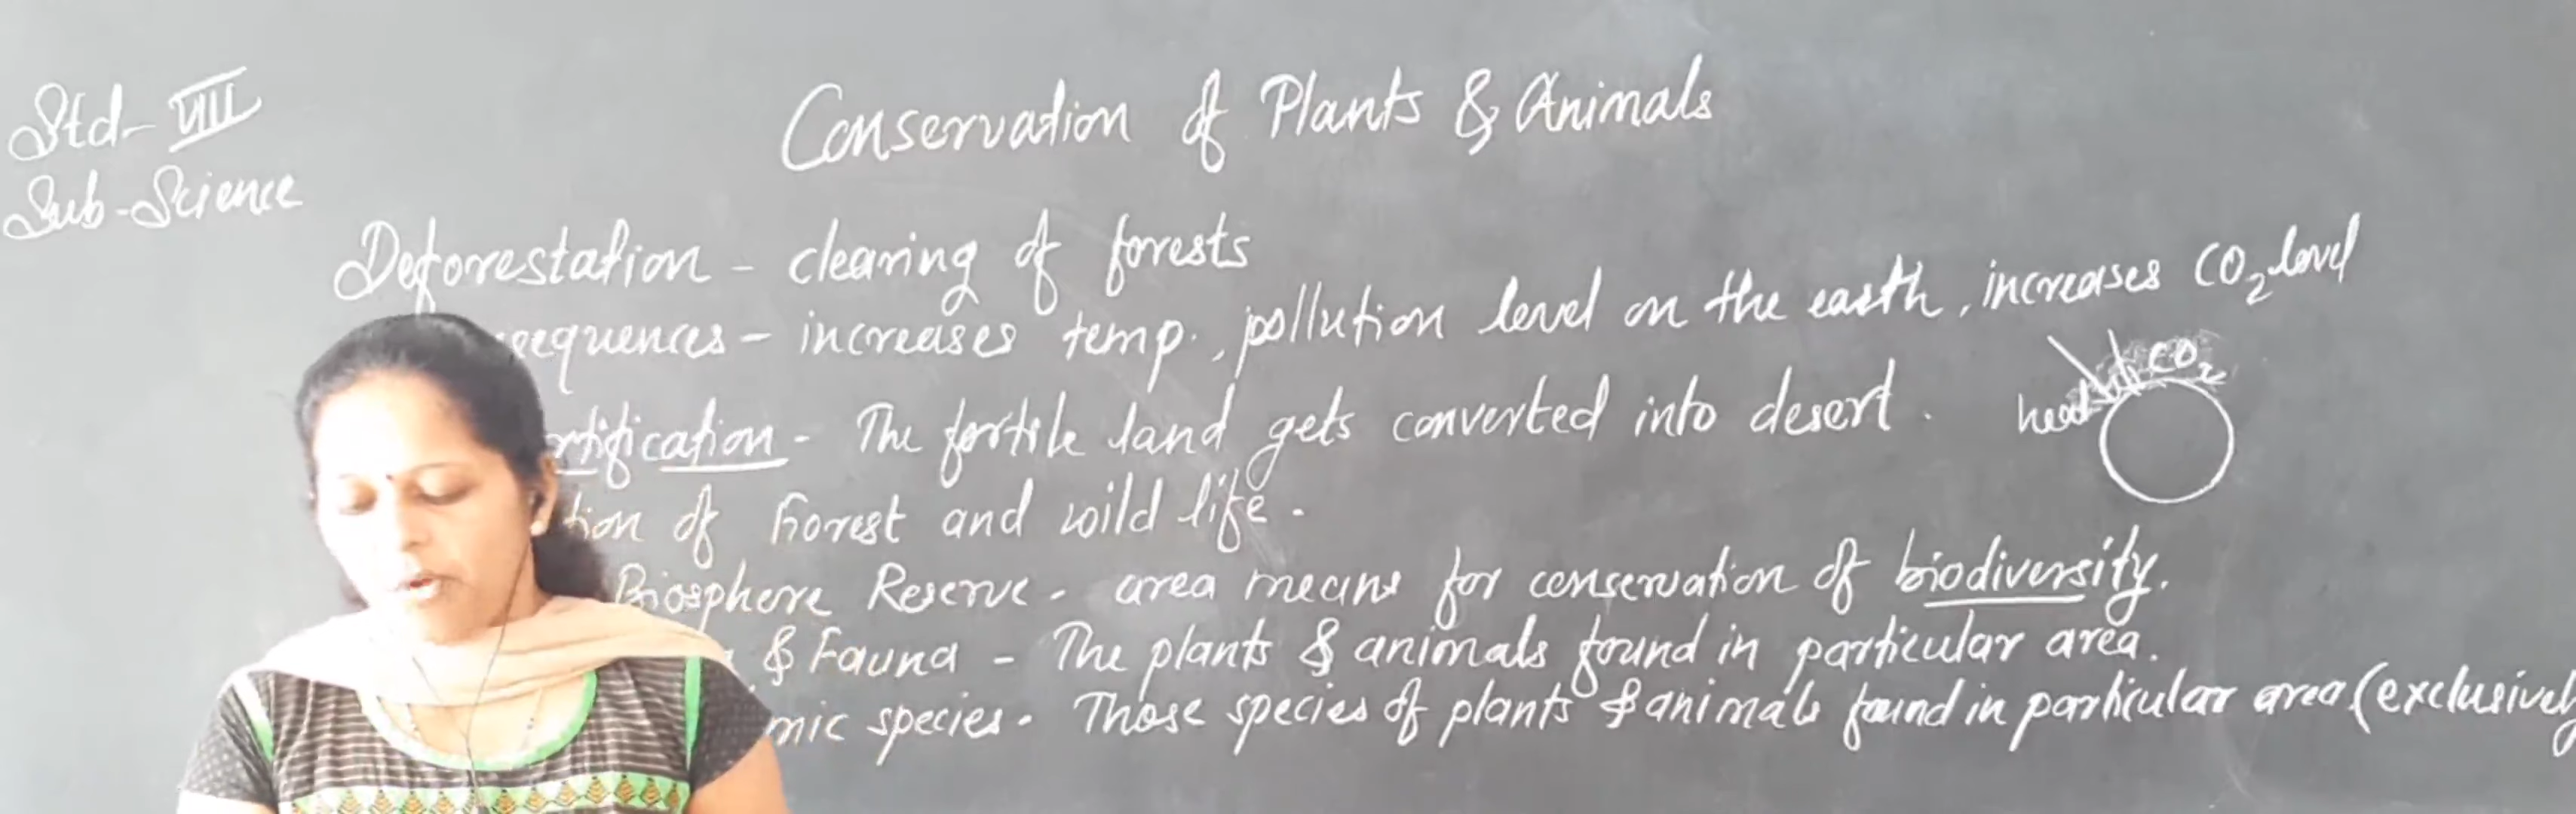 Std- VIII
Sub-Science
Conservation of Plants & Animals
Deforestation - clearing of forests
sequences - increases temp., pollution level on the earth, increases CO2 level
heat CO2
rtification - The fertile land gets converted into desert.
tion of Forest and wild life.
Biosphere Reserve - area means for conservation of biodiversity.
& Fauna - The plants & animals found in particular area.
mic species - Those species of plants & animals found in particular area (exclusively